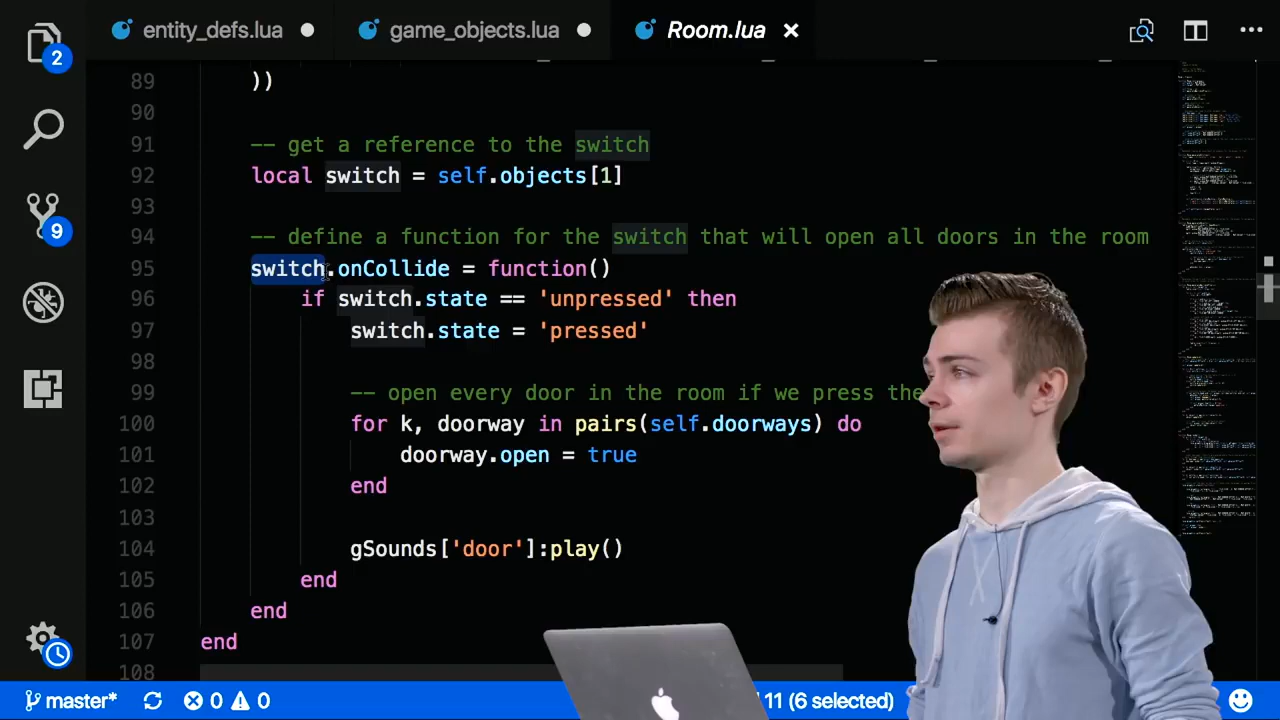 entity_defs.lua
game_objects.lua
Room.lua
2
9
89 ))
90
91 -- get a reference to the switch
92 local switch = self.objects[1]
93
94 -- define a function for the switch that will open all doors in the room
95 switch.onCollide = function()
96 if switch.state == 'unpressed' then
97 switch.state = 'pressed'
98
99 -- open every door in the room if we press the
100 for k, doorway in pairs(self.doorways) do
101 doorway.open = true
102 end
103
104 gSounds['door']:play()
105 end
106 end
107 end
108
master* 0 0 11 (6 selected)